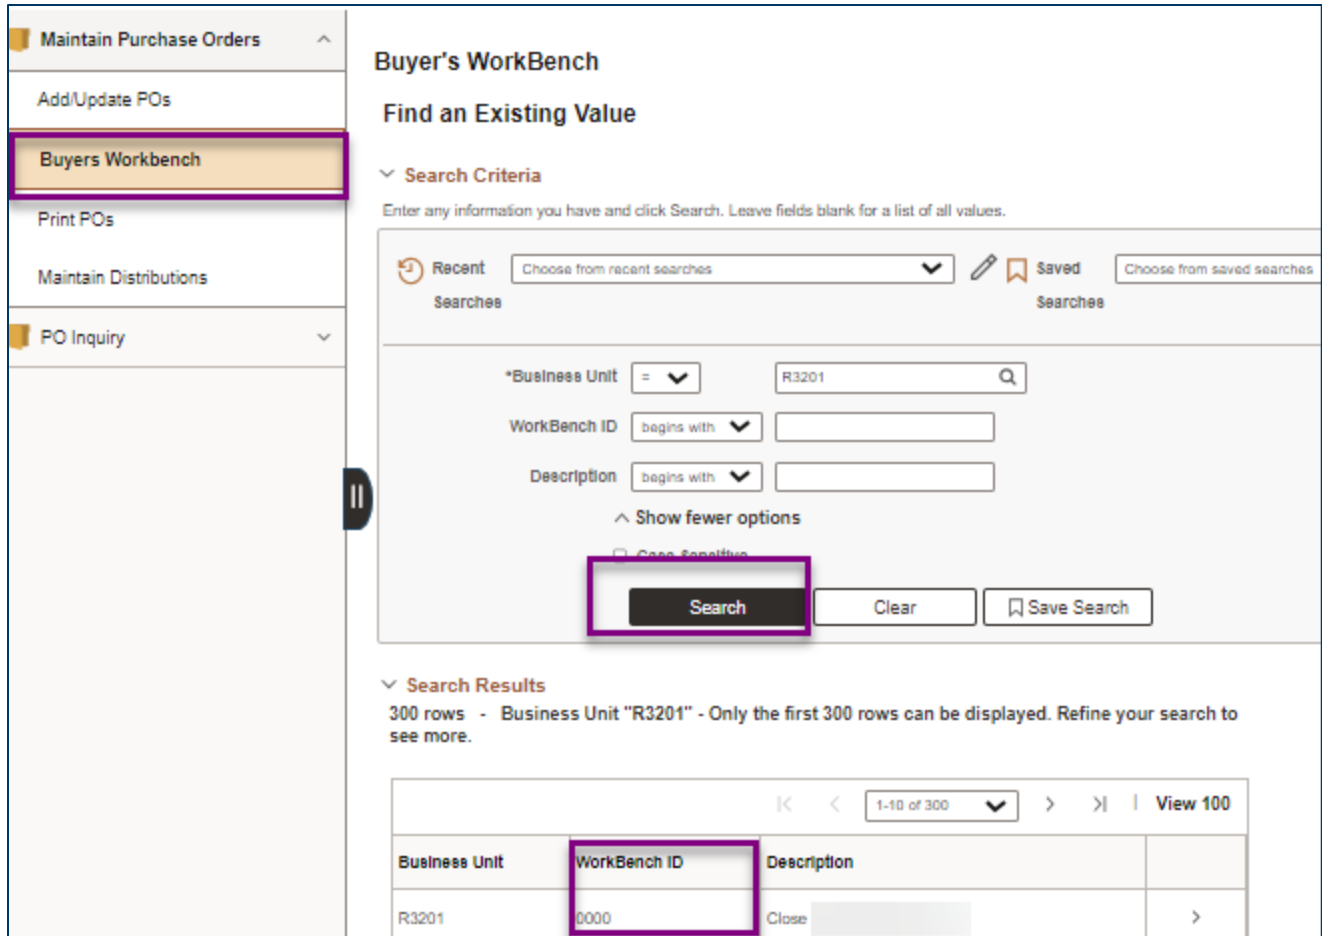 Maintain Purchase Orders
Add/Update POs
Buyers Workbench
Print POs
Maintain Distributions
PO Inquiry
Buyer's WorkBench
Find an Existing Value
Search Criteria
Enter any information you have and click Search. Leave fields blank for a list of all values.
Recent Searches
Choose from recent searches
Saved Searches
Choose from saved searches
*Business Unit = R3201
WorkBench ID begins with
Description begins with
Show fewer options
Case Sensitive
Search Clear Save Search
Search Results
300 rows - Business Unit "R3201" - Only the first 300 rows can be displayed. Refine your search to
see more.
1-10 of 300 | View 100
Business Unit WorkBench ID Description
R3201 0000 Close